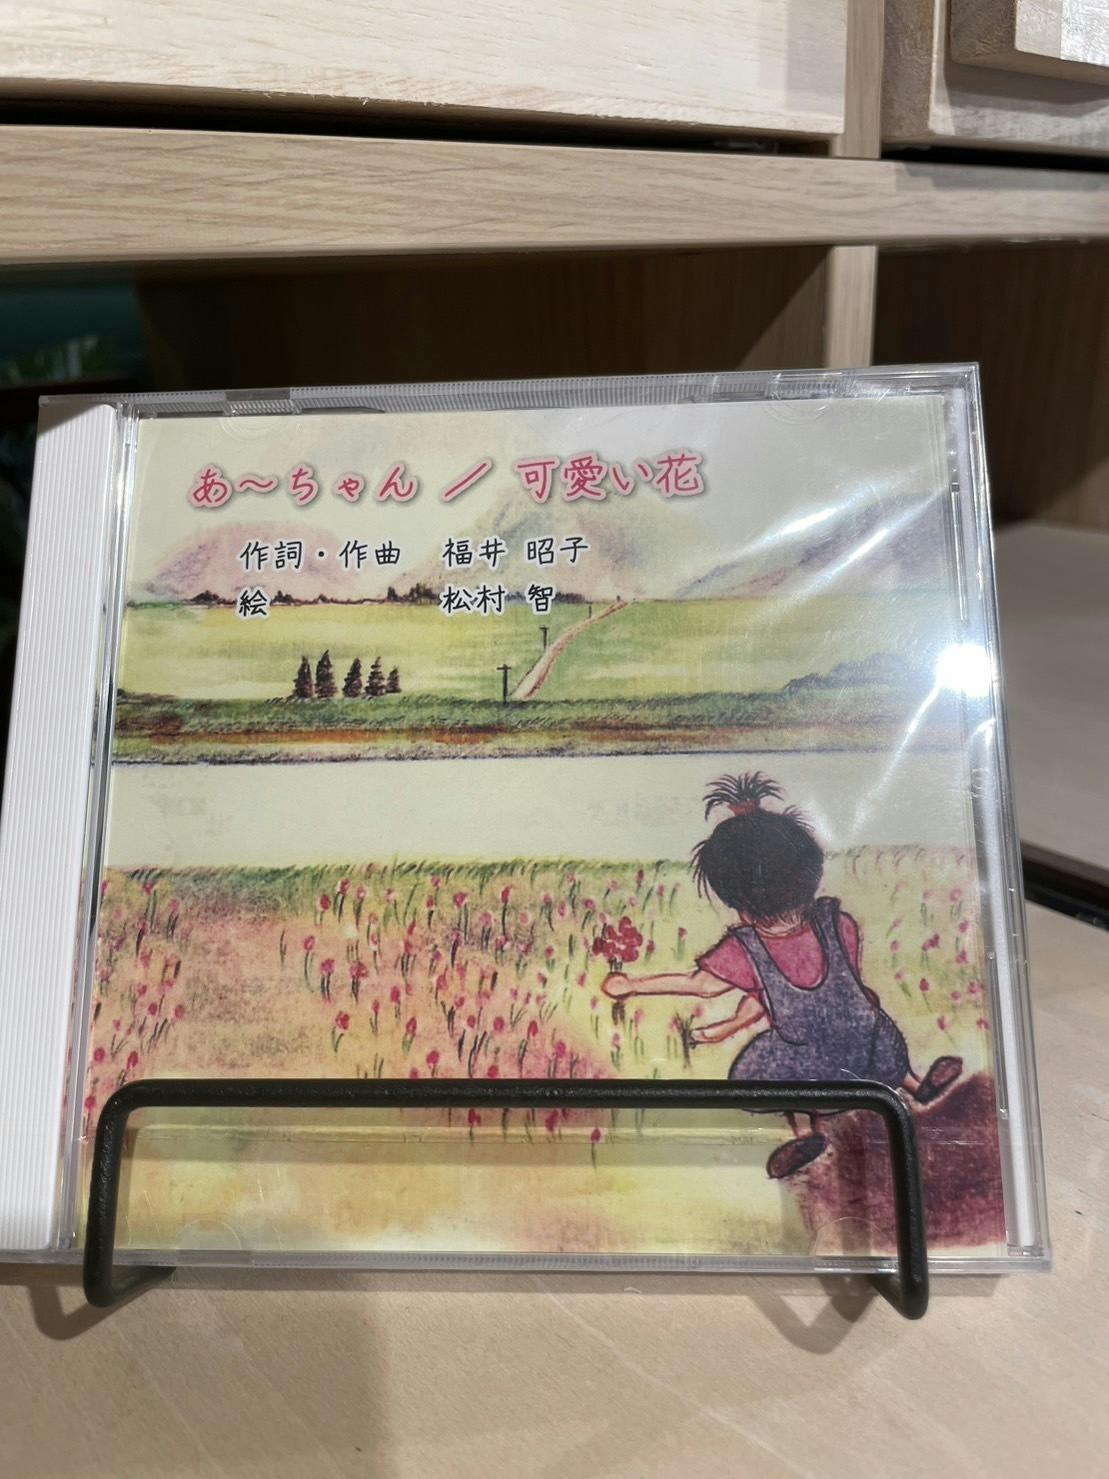 あ～ちゃん ／ 可愛い花
作詞・作曲 福井 昭子
絵 松村 智